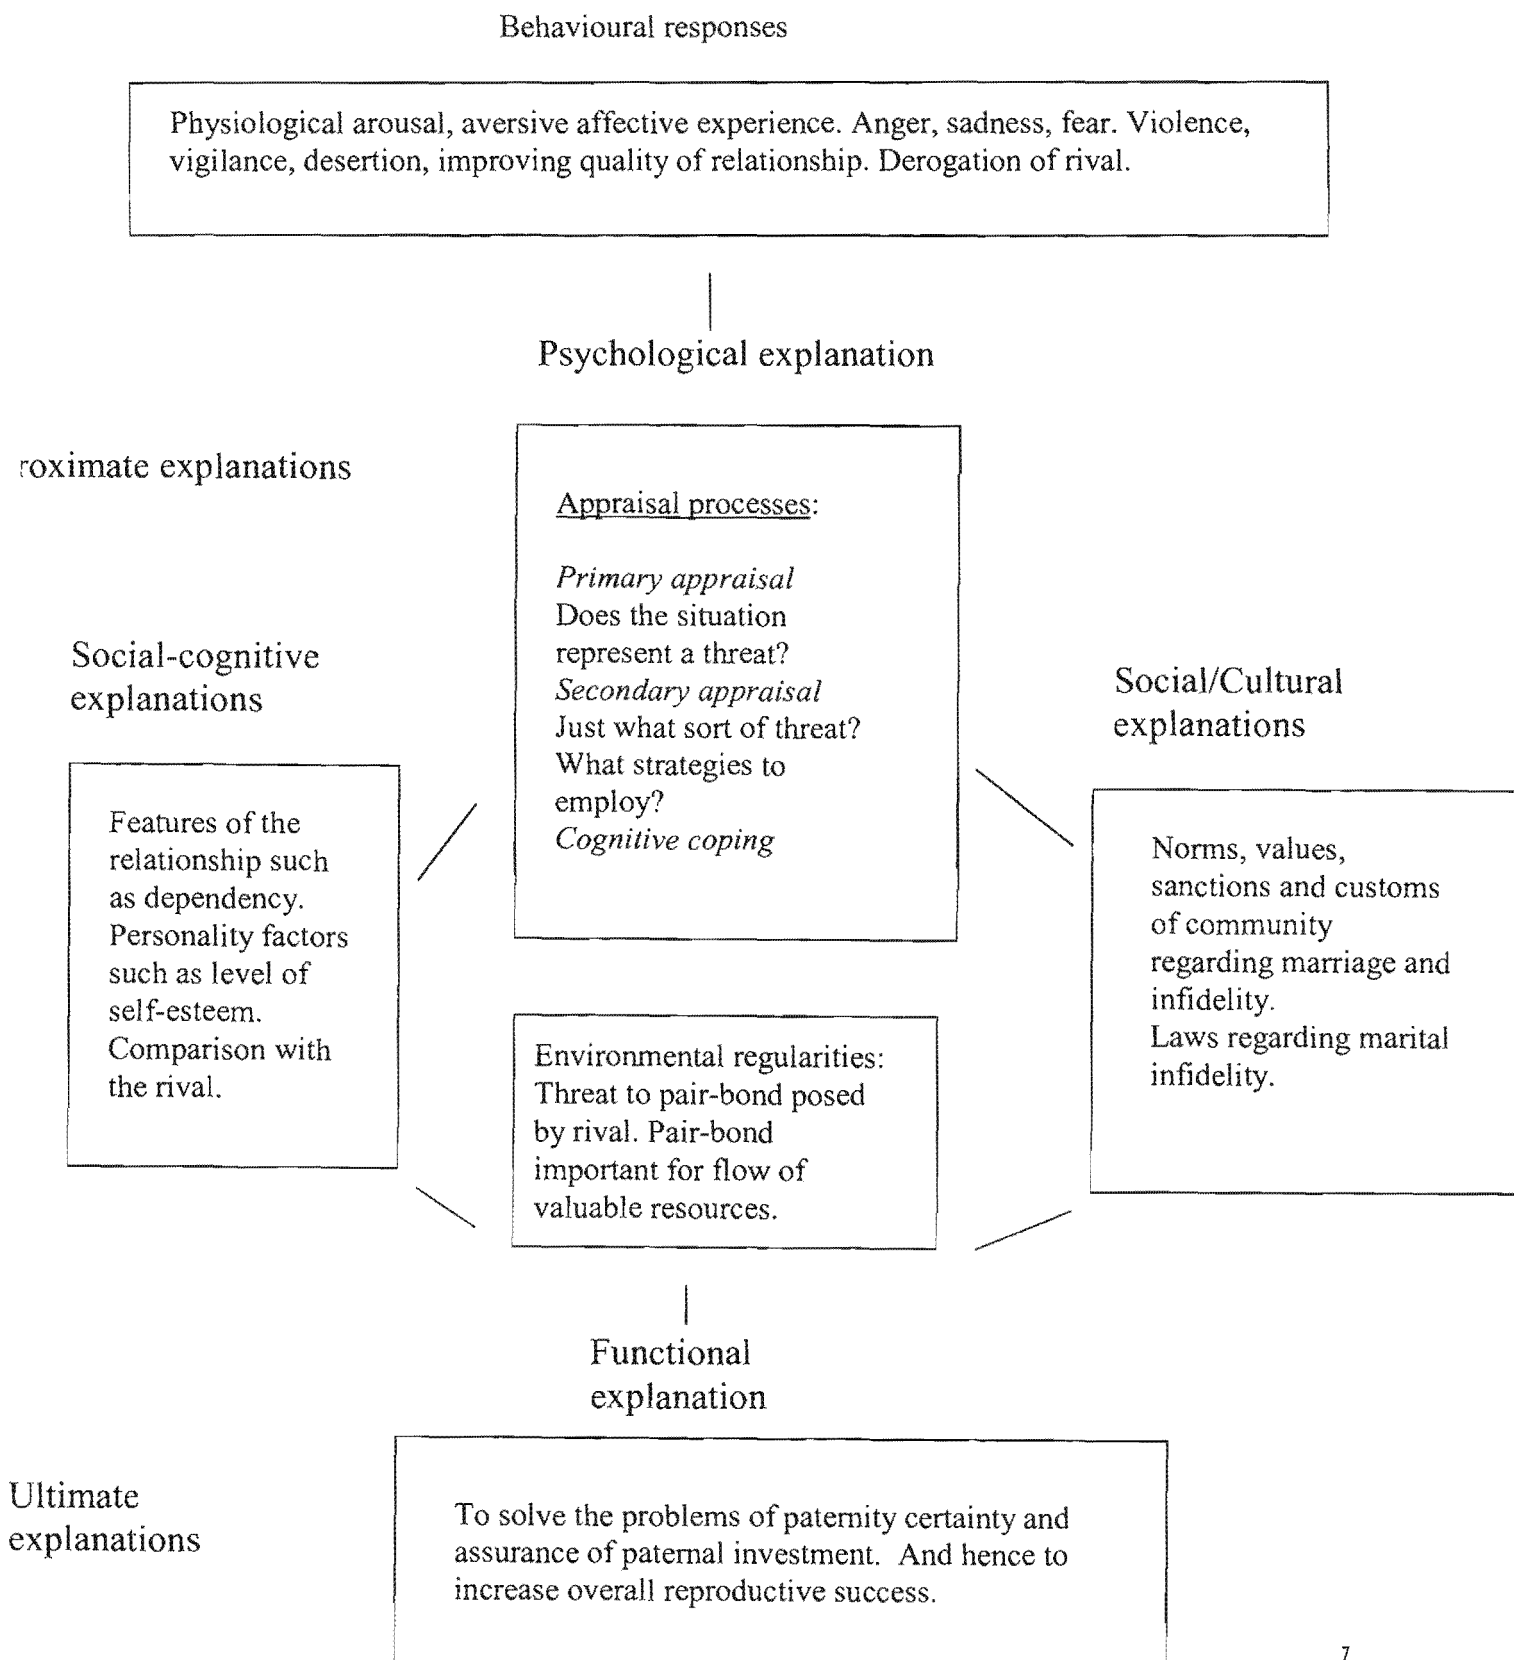 Behavioural responses
Physiological arousal, aversive affective experience. Anger, sadness, fear. Violence,
vigilance, desertion, improving quality of relationship. Derogation of rival.
Psychological explanation
roximate explanations
Appraisal processes:
Primary appraisal
Does the situation
represent a threat?
Secondary appraisal
Just what sort of threat?
What strategies to
employ?
Cognitive coping
Social-cognitive
explanations
Features of the
relationship such
as dependency.
Personality factors
such as level of
self-esteem.
Comparison with
the rival.
Social/Cultural
explanations
Norms, values,
sanctions and customs
of community
regarding marriage and
infidelity.
Laws regarding marital
infidelity.
Environmental regularities:
Threat to pair-bond posed
by rival. Pair-bond
important for flow of
valuable resources.
Functional
explanation
Ultimate
explanations
To solve the problems of paternity certainty and
assurance of paternal investment. And hence to
increase overall reproductive success.
7